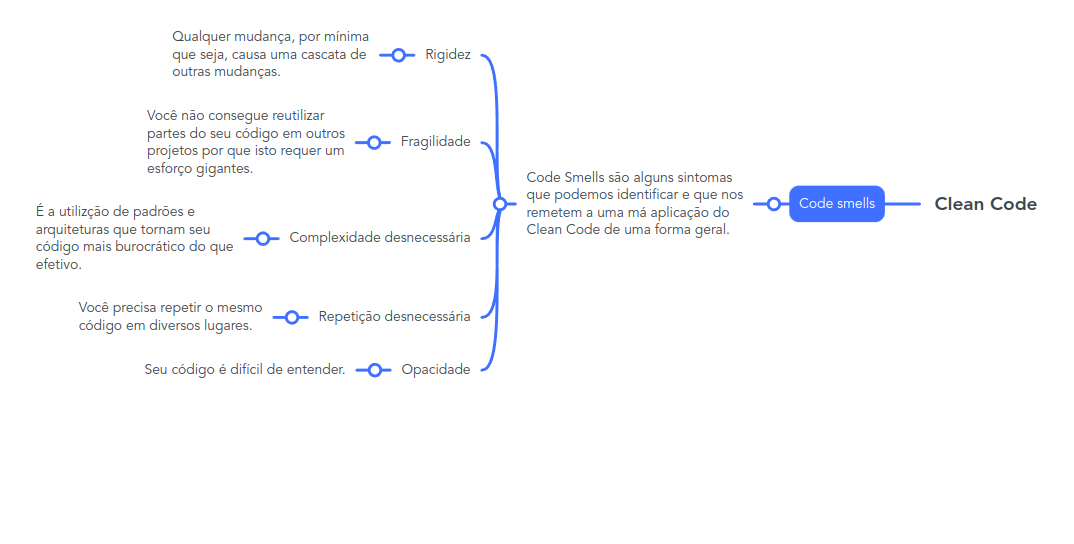 Qualquer mudança, por mínima
que seja, causa uma cascata de
outras mudanças.
Rigidez
Você não consegue reutilizar
partes do seu código em outros
projetos por que isto requer um
esforço gigantes.
Fragilidade
Code Smells são alguns sintomas
que podemos identificar e que nos
remetem a uma má aplicação do
Clean Code de uma forma geral.
Code smells
Clean Code
É a utilizção de padrões e
arquiteturas que tornam seu
código mais burocrático do que
efetivo.
Complexidade desnecessária
Você precisa repetir o mesmo
código em diversos lugares.
Repetição desnecessária
Seu código é difícil de entender.
Opacidade